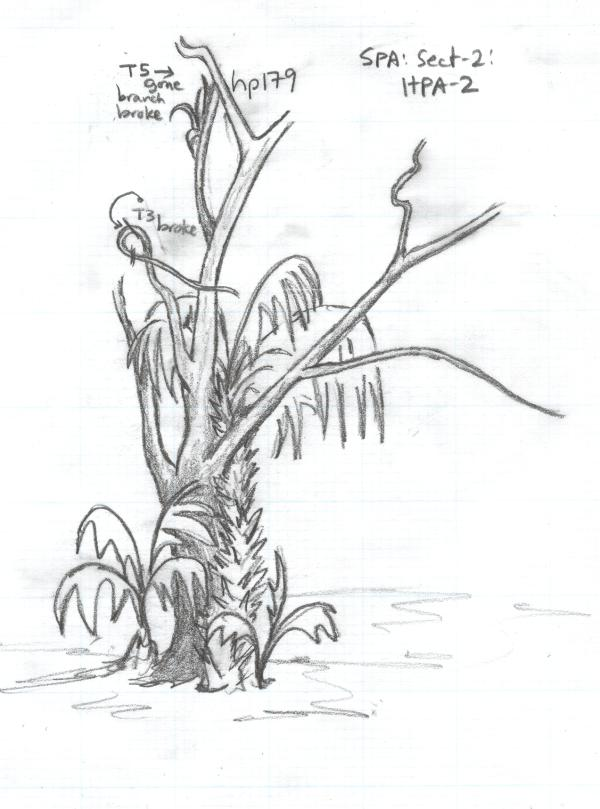 T5→
gone
branch
broke
hp179
SPA: Sect-2:
HPA-2
T3
broke